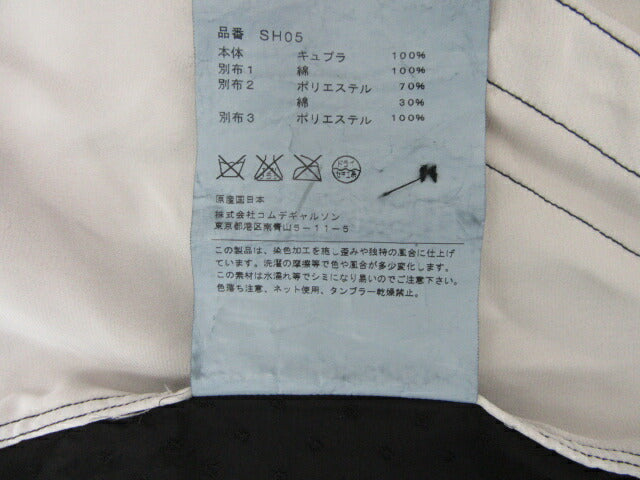 品番 SH05
本体 キュプラ 100%
別布1 綿 100%
別布2 ポリエステル 70%
綿 30%
別布3 ポリエステル 100%
ドライ
セキユ系
原産国日本
株式会社コムデギャルソン
東京都港区南青山5-11-5
この製品は、染色加工を施し歪みや独特の風合に仕上げ
ています。洗濯の摩擦等で色や風合が多少変化します。
この素材は水濡れ等でシミになり易いのでご注意下さい。
色落ち注意、ネット使用、タンブラー乾燥禁止。